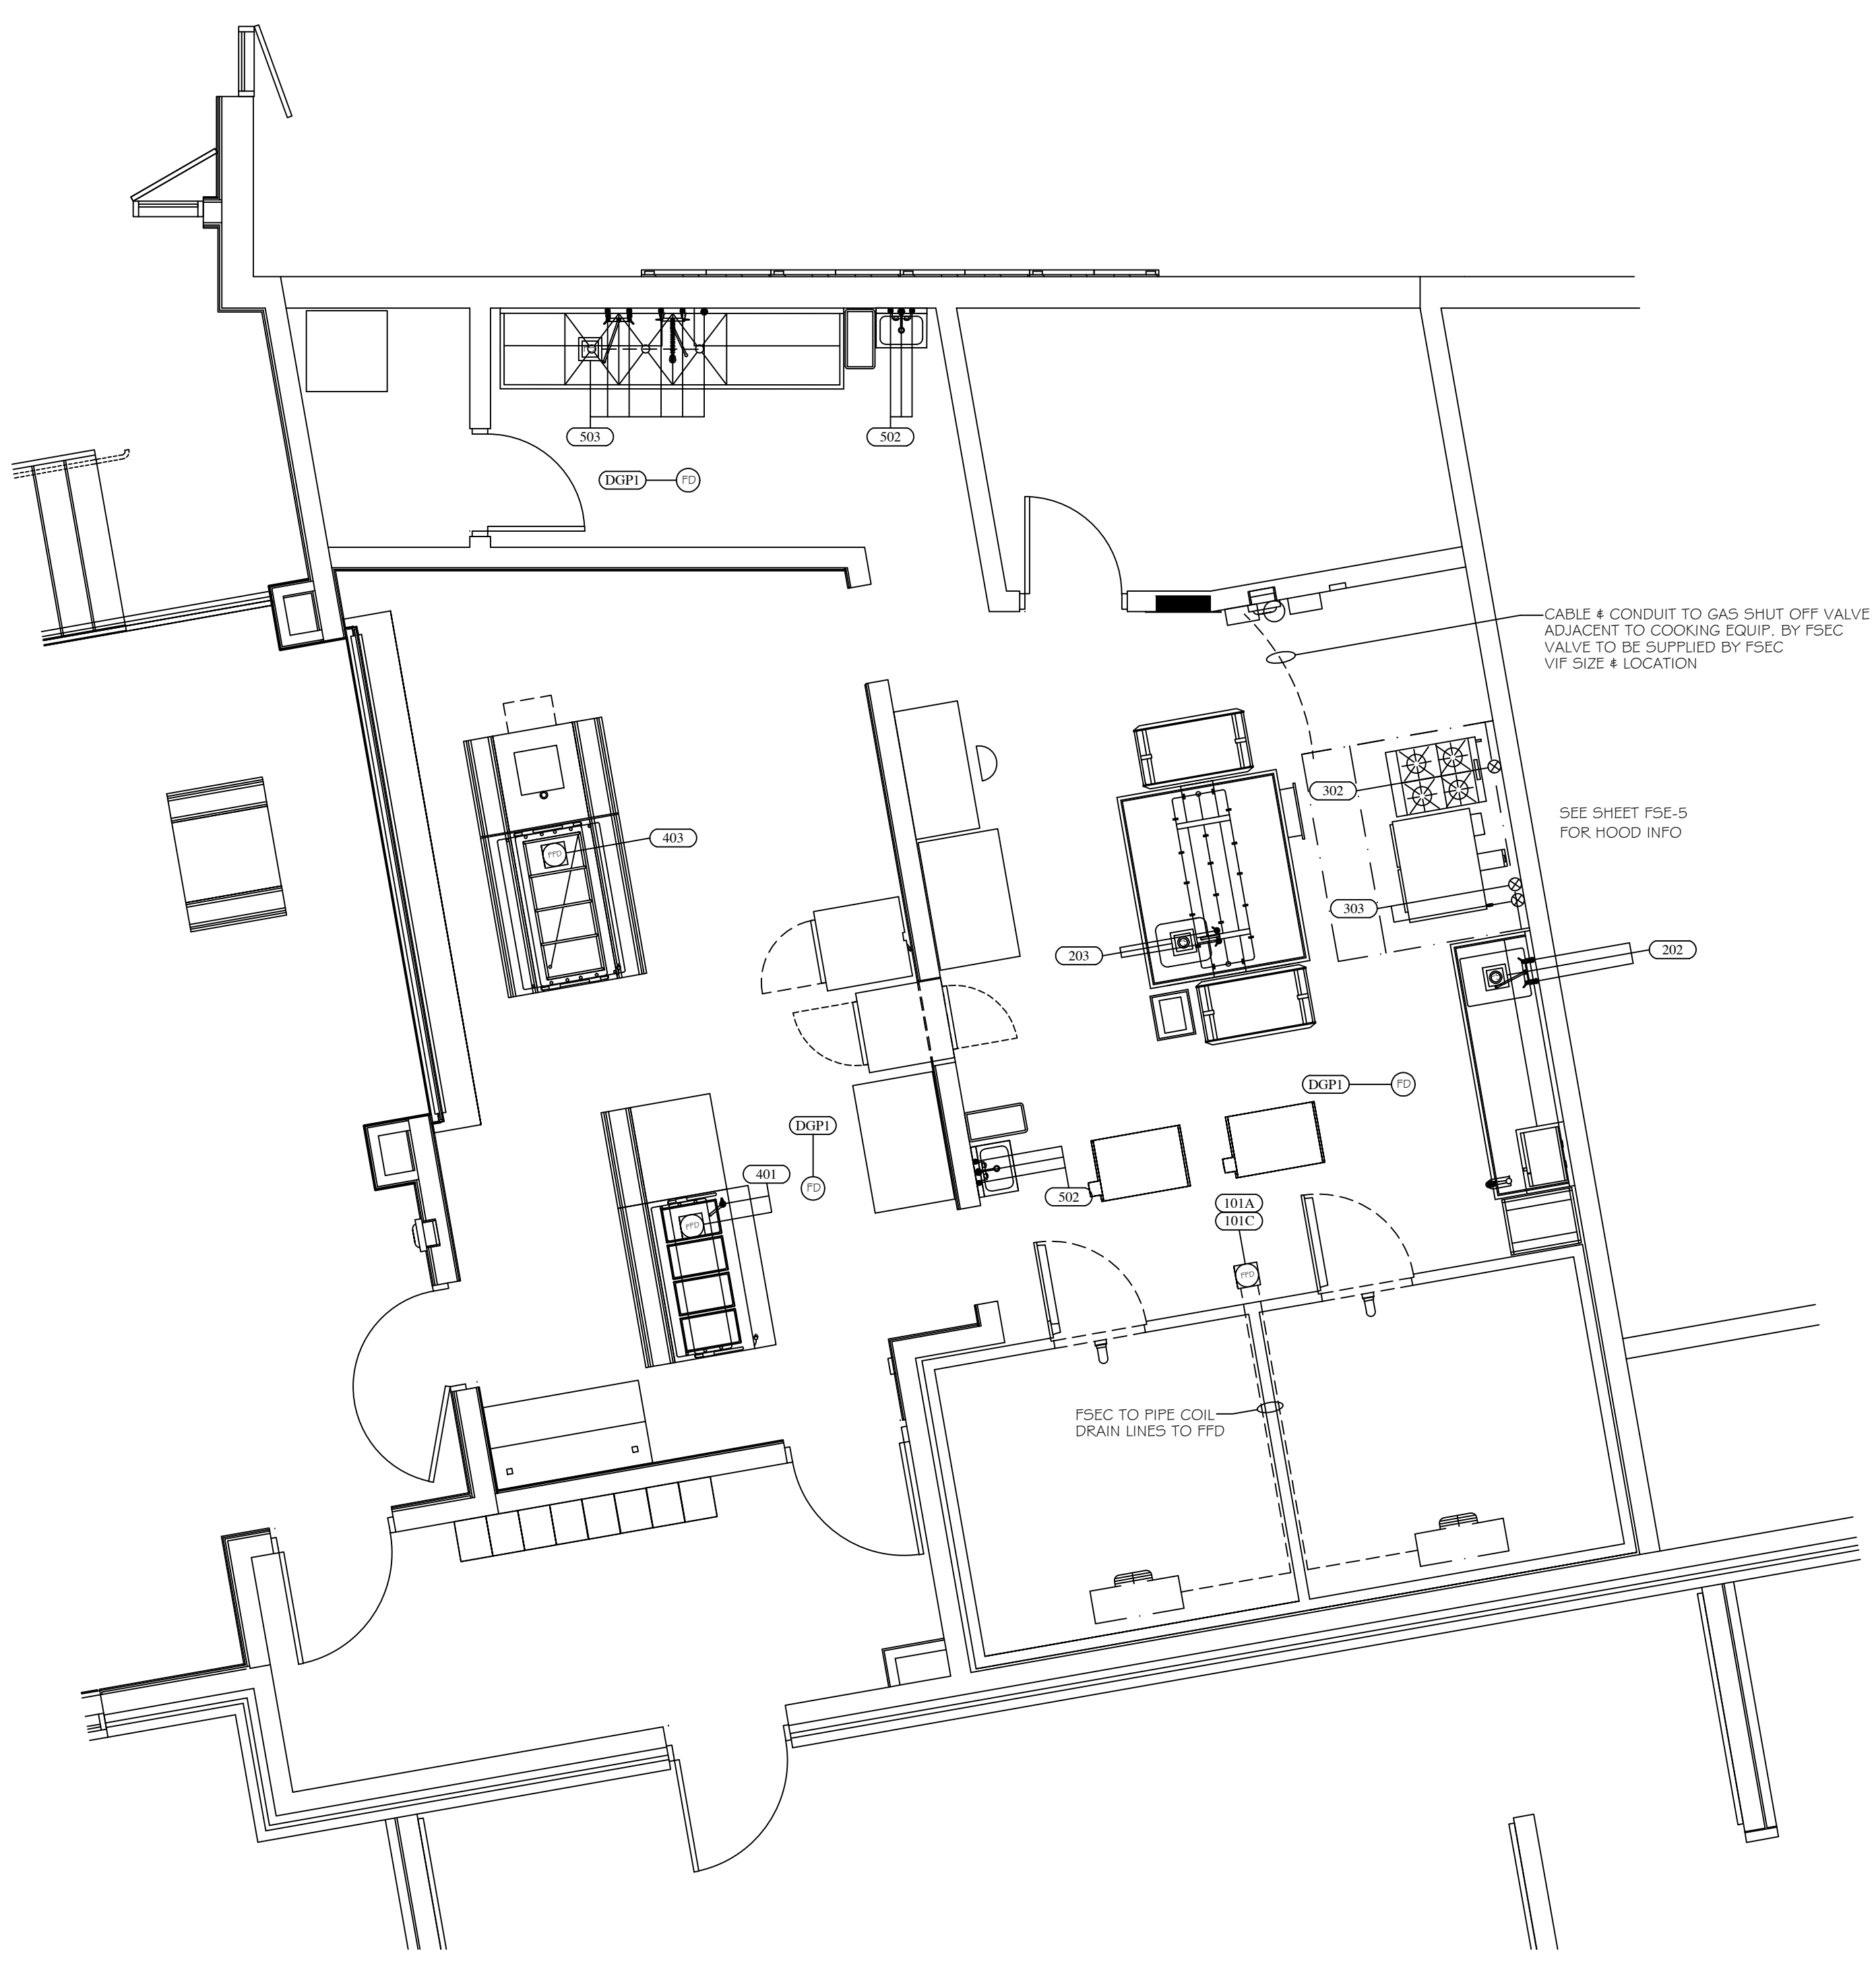 503
502
DGP1
FD
CABLE & CONDUIT TO GAS SHUT OFF VALVE
ADJACENT TO COOKING EQUIP. BY FSEC
VALVE TO BE SUPPLIED BY FSEC
VIF SIZE & LOCATION
302
SEE SHEET FSE-5
FOR HOOD INFO
403
FFD
303
203
202
DGP1
FD
DGP1
FD
401
FFD
502
101A
101C
FFD
FSEC TO PIPE COIL
DRAIN LINES TO FFD